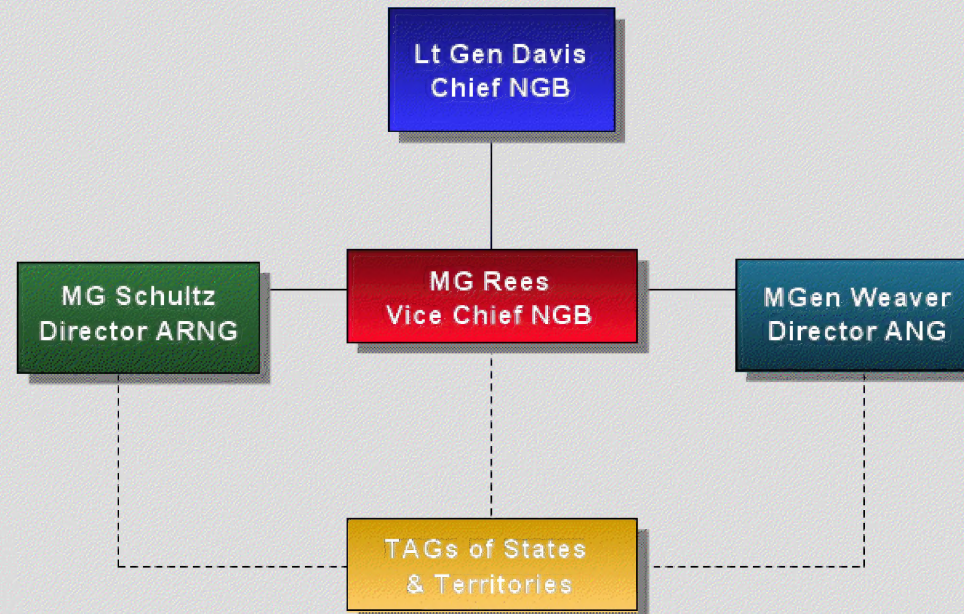 Lt Gen Davis
Chief NGB
MG Schultz
Director ARNG
MG Rees
Vice Chief NGB
MGen Weaver
Director ANG
TAGs of States
& Territories